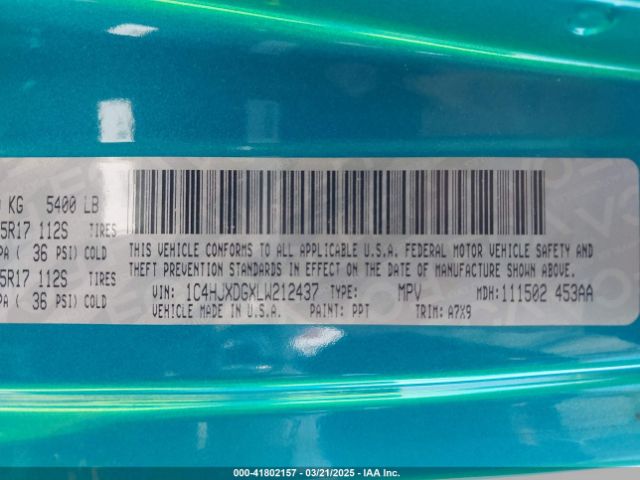 KG 5400 LB
5R17 112S TIRES
PA ( 36 PSI) COLD
5R17 112S TIRES
PA ( 36 PSI) COLD
THIS VEHICLE CONFORMS TO ALL APPLICABLE U.S.A. FEDERAL MOTOR VEHICLE SAFETY AND
THEFT PREVENTION STANDARDS IN EFFECT ON THE DATE OF MANUFACTURE SHOWN ABOVE.
VIN: 1C4HJXDGXLW212437 TYPE: MPV MDH: 111502 453AA
VEHICLE MADE IN U.S.A. PAINT: PPT TRIM: A7X9
000-41802157 - 03/21/2025 - IAA Inc.